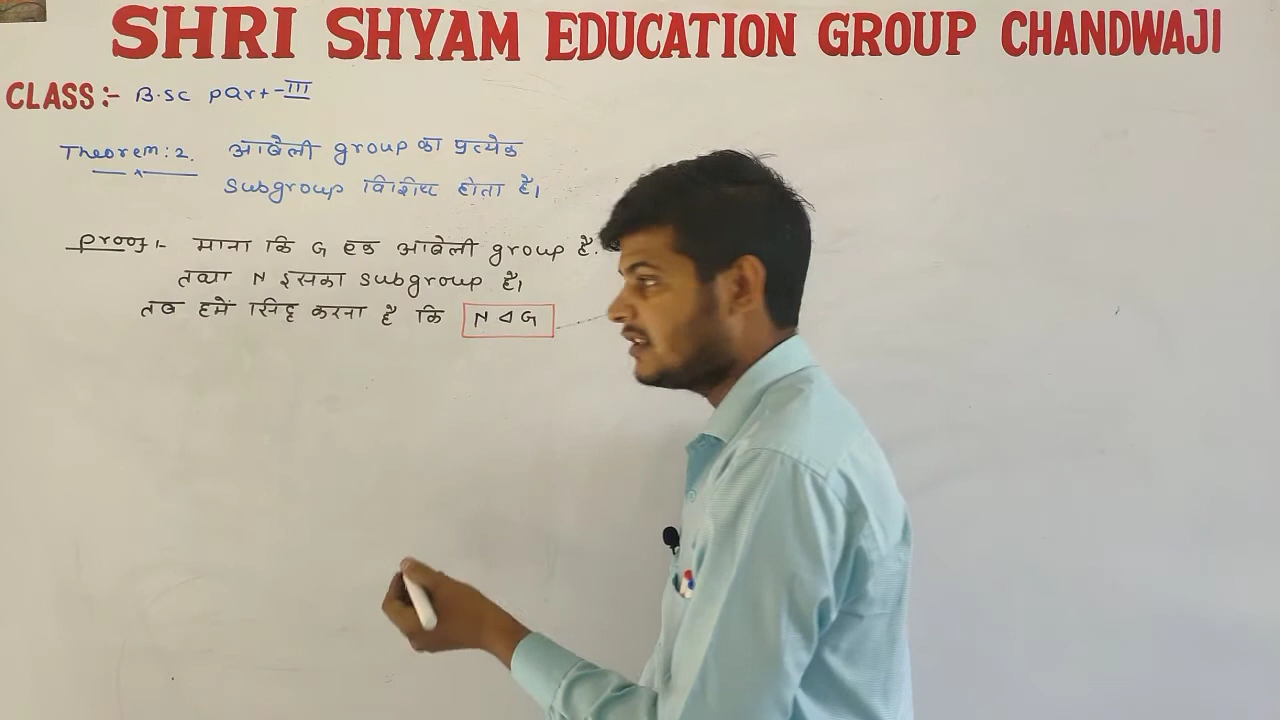 SHRI SHYAM EDUCATION GROUP CHANDWAJI
CLASS:- B.sc part-III
Theorem:2. आबेली group का प्रत्येक
subgroup विशिष्ट होता है।
proof:- माना कि G एक आबेली group है.
तथा N इसका subgroup है।
तब हमें सिद्ध करना है कि N ⊲ G